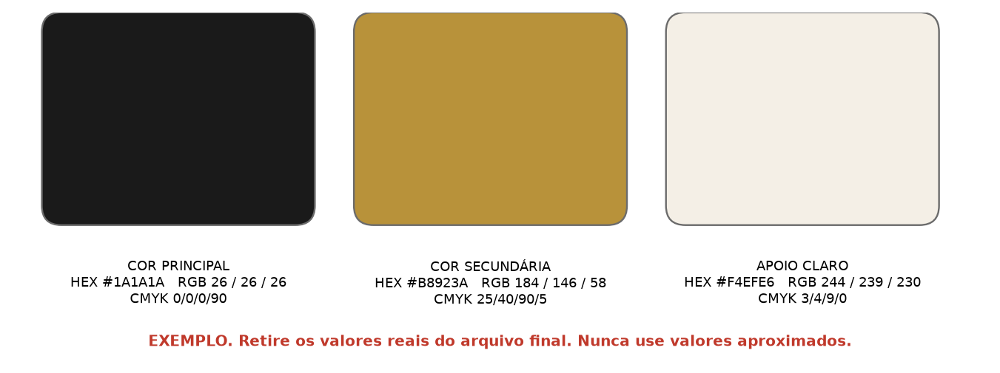 COR PRINCIPAL
HEX #1A1A1A   RGB 26 / 26 / 26
CMYK 0/0/0/90
COR SECUNDÁRIA
HEX #B8923A   RGB 184 / 146 / 58
CMYK 25/40/90/5
APOIO CLARO
HEX #F4EFE6   RGB 244 / 239 / 230
CMYK 3/4/9/0
EXEMPLO. Retire os valores reais do arquivo final. Nunca use valores aproximados.